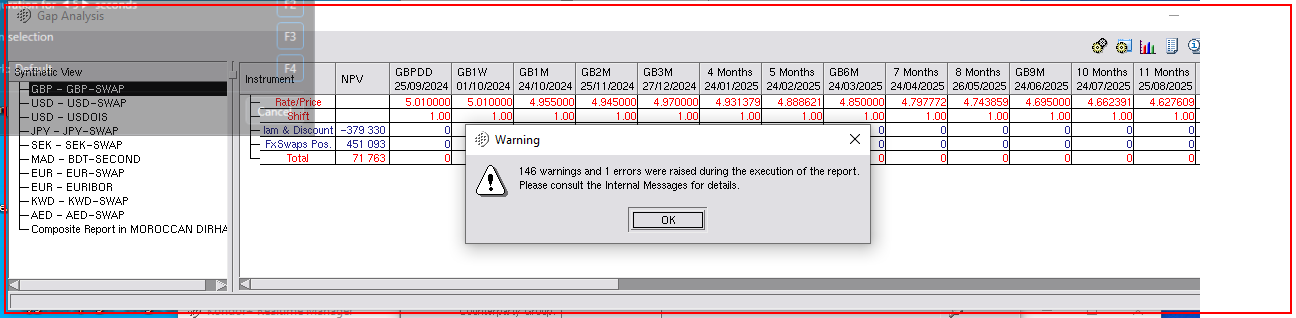 seconds
F2
Gap Analysis
selection
F3
Default
F4
Cancel
Synthetic View
GBP - GBP-SWAP
USD - USD-SWAP
USD - USDOIS
JPY - JPY-SWAP
SEK - SEK-SWAP
MAD - BDT-SECOND
EUR - EUR-SWAP
EUR - EURIBOR
KWD - KWD-SWAP
AED - AED-SWAP
Composite Report in MOROCCAN DIRHA
Instrument NPV GBPDD 25/09/2024 GB1W 01/10/2024 GB1M 24/10/2024 GB2M 25/11/2024 GB3M 27/12/2024 4 Months 24/01/2025 5 Months 24/02/2025 GB6M 24/03/2025 7 Month 24/04/2025 8 Months 26/05/2025 GB9M 24/06/2025 10 Months 24/07/2025 11 Months 25/08/2025
Rate/Price 5.010000 5.010000 4.955000 4.945000 4.970000 4.931379 4.888621 4.850000 4.797772 4.743859 4.695000 4.662391 4.627609
Shift 1.00 1.00 1.00 1.00 1.00 1.00 1.00 1.00 1.00 1.00 1.00 1.00 1.00
lam & Discount -379 330 0 0 0 0 0 0
FxSwaps Pos. 451 093 0 0 0 0 0 0 0
Total 71 763 0 0 0 0 0 0 0
Warning
146 warnings and 1 errors were raised during the execution of the report.
Please consult the Internal Messages for details.
OK
Realtime Manager
Counterparty Group: